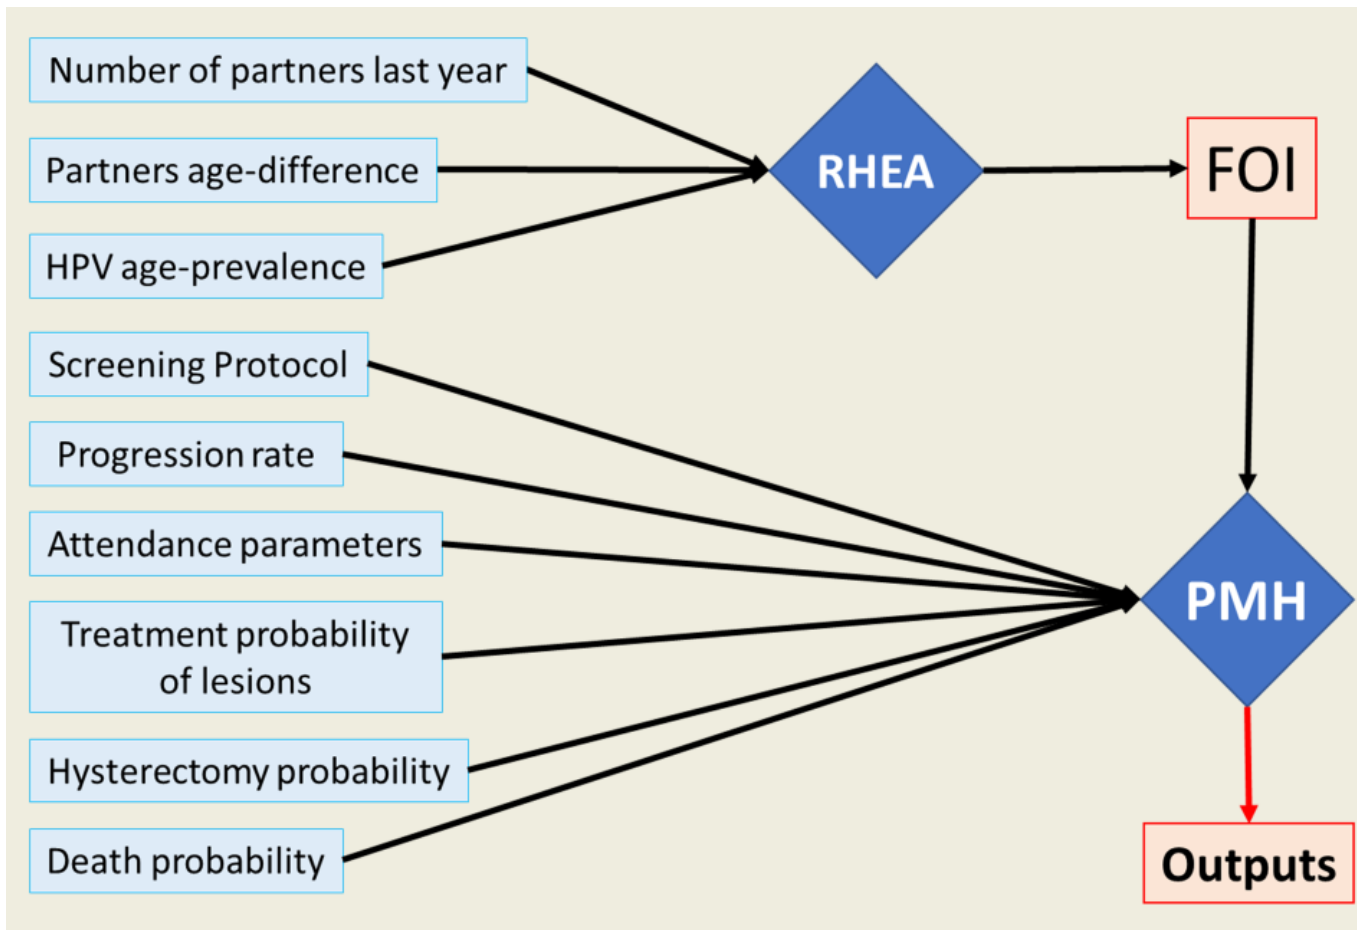 Number of partners last year
Partners age-difference
HPV age-prevalence
RHEA
FOI
Screening Protocol
Progression rate
Attendance parameters
Treatment probability
of lesions
Hysterectomy probability
Death probability
PMH
Outputs